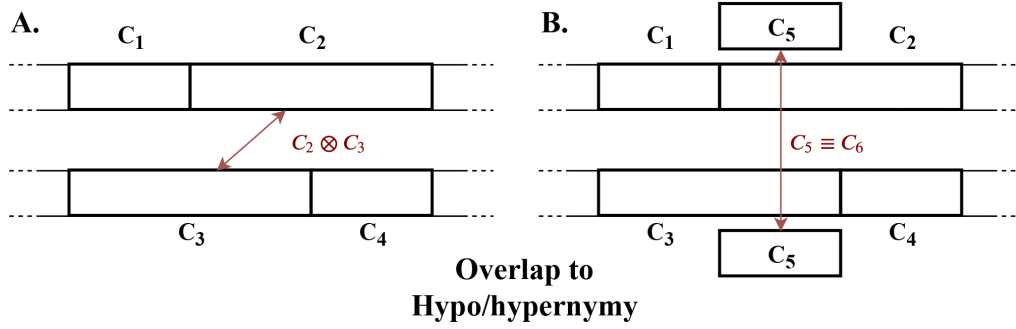 A.
C₁ C₂
C₂ ⊗ C₃
C₃ C₄
B.
C₅
C₁ C₂
C₅ ≡ C₆
C₃ C₄
C₅
Overlap to
Hypo/hypernymy